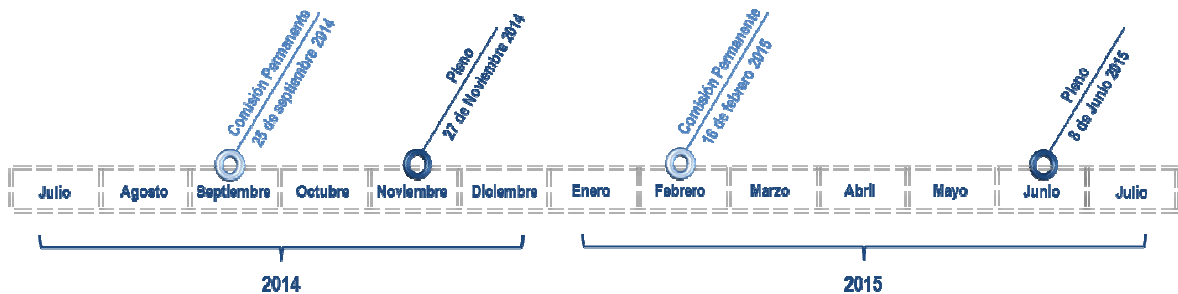 Comisión Permanente
25 de septiembre 2014
Pleno
27 de Noviembre 2014
Comisión Permanente
16 de febrero 2015
Pleno
8 de Junio 2015
Julio Agosto Septiembre Octubre Noviembre Diciembre Enero Febrero Marzo Abril Mayo Junio Julio
2014 2015